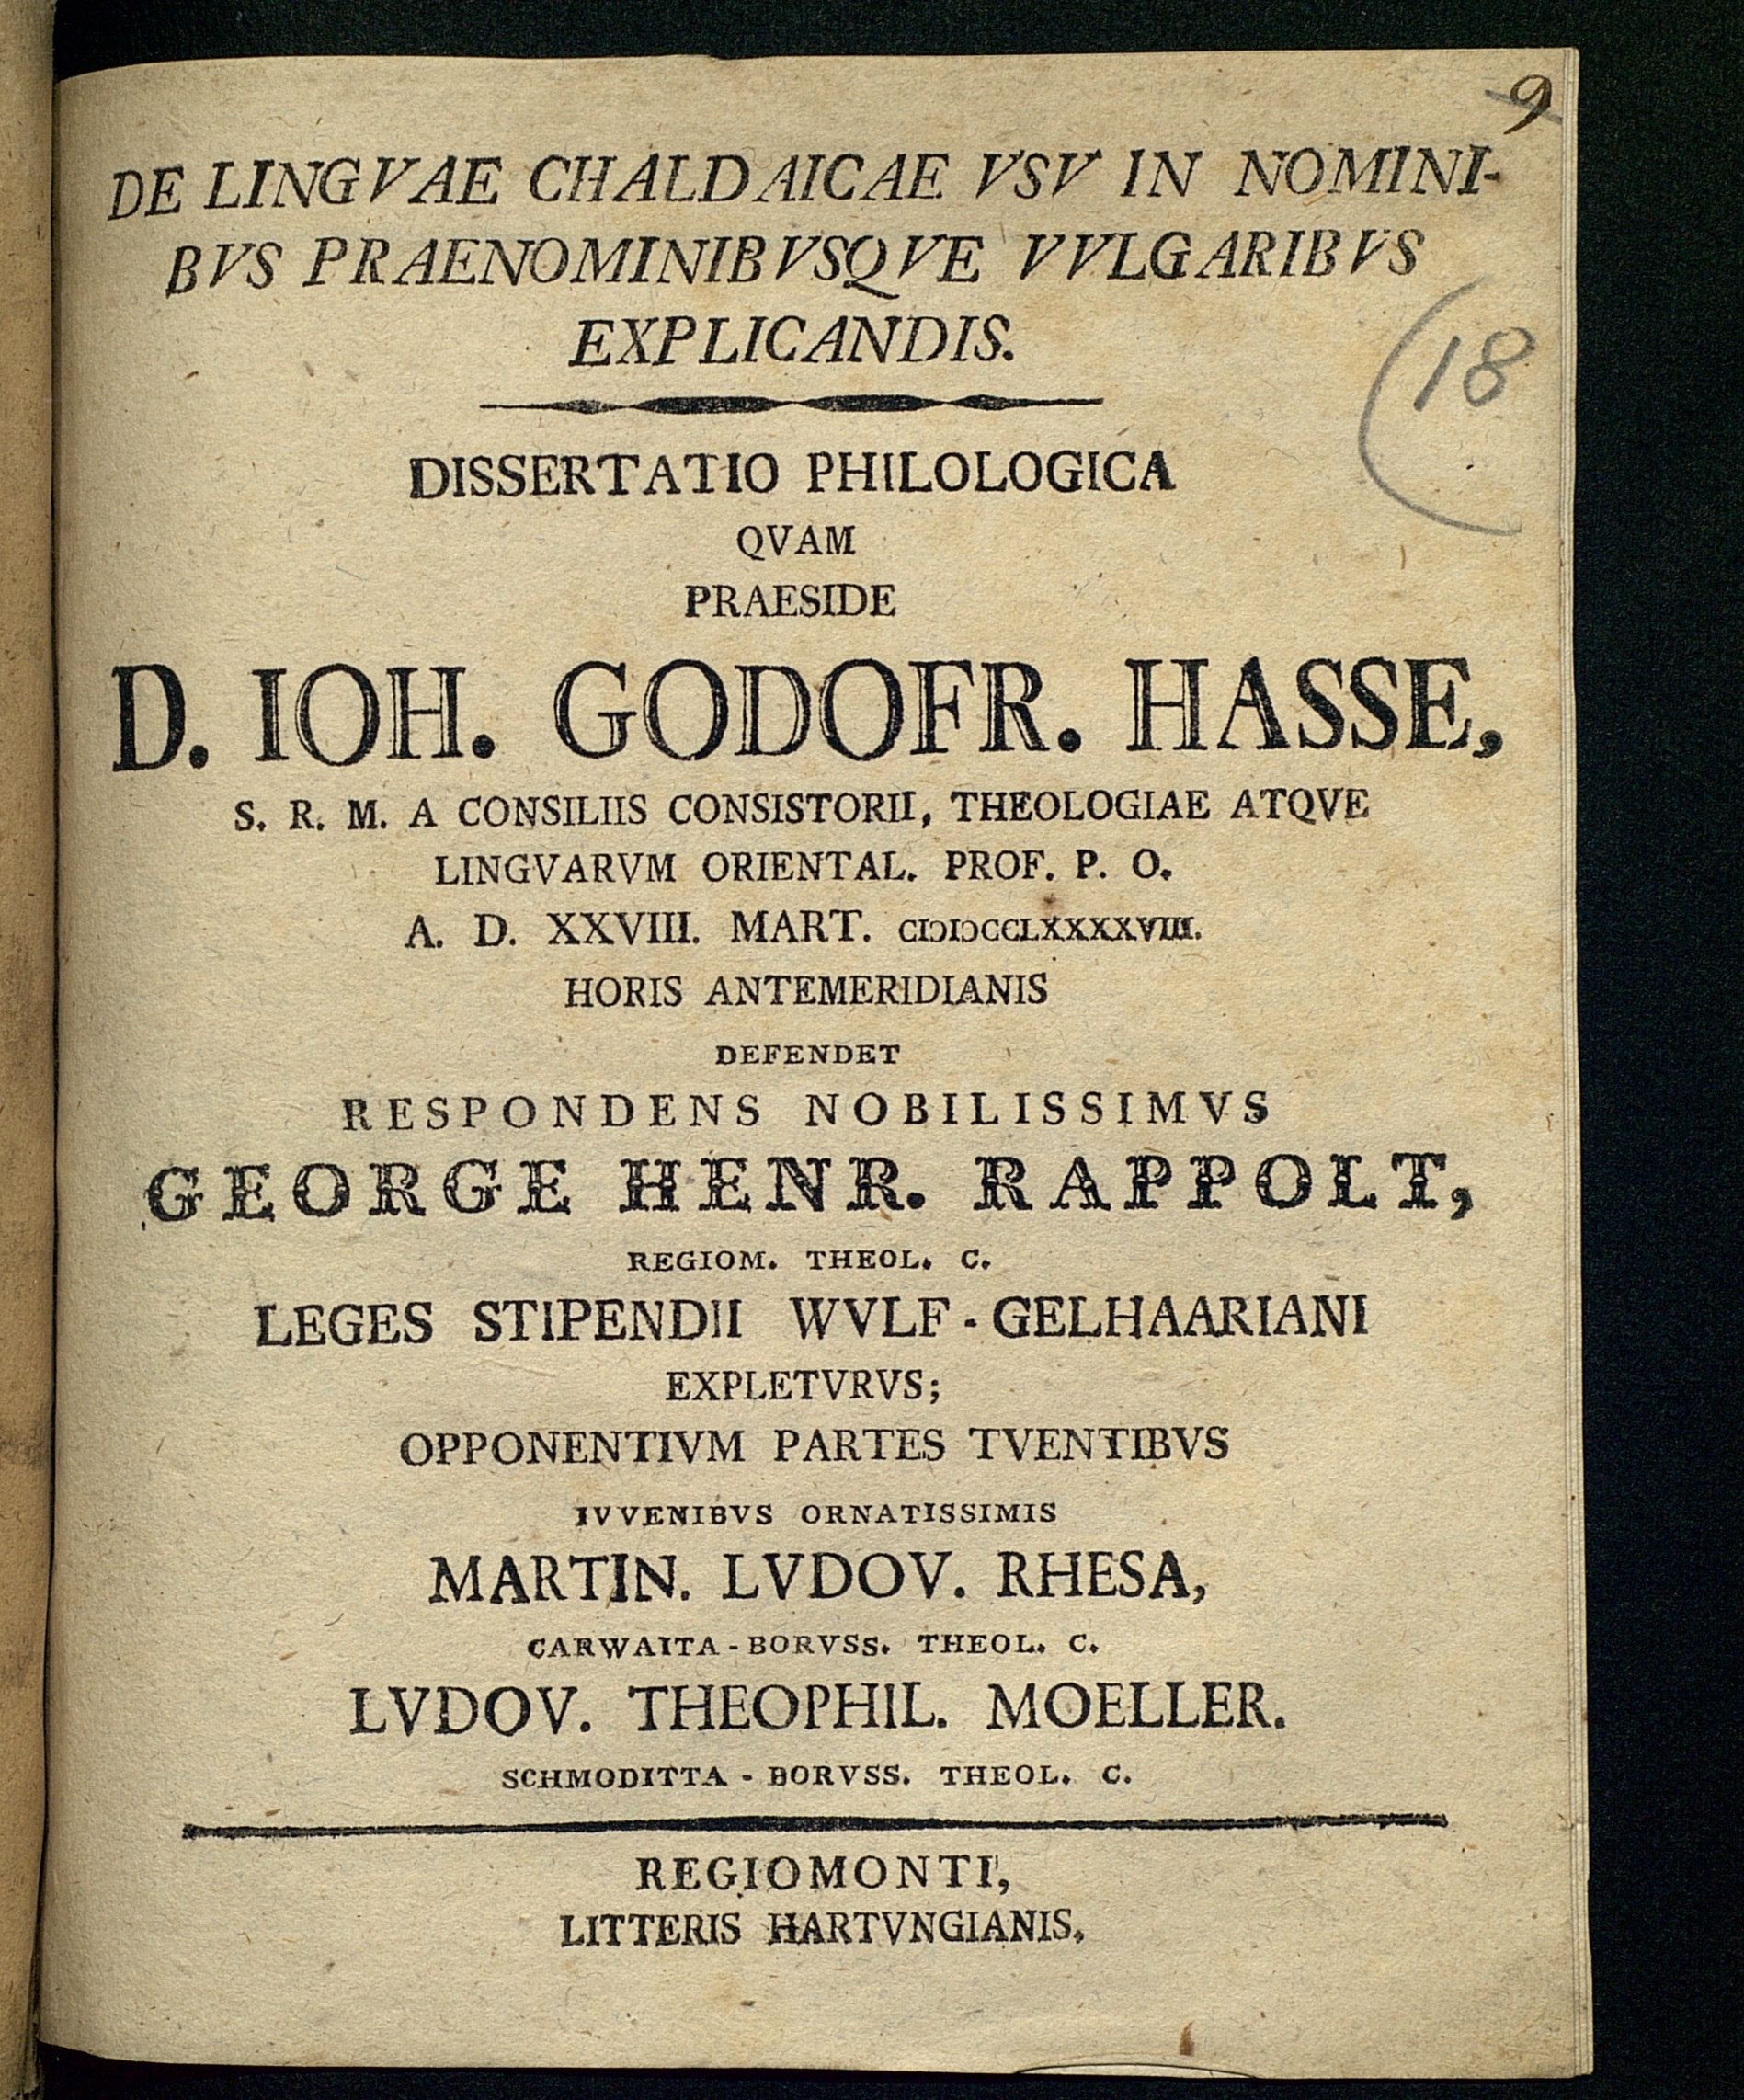 9
DE LINGVAE CHALDAICAE VSV IN NOMINI-
BVS PRAENOMINIBVSQVE VVLGARIBVS
EXPLICANDIS.
(18
DISSERTATIO PHILOLOGICA
QVAM
PRAESIDE
D. IOH. GODOFR. HASSE,
S. R. M. A CONSILIIS CONSISTORII, THEOLOGIAE ATQVE
LINGVARVM ORIENTAL. PROF. P. O.
A. D. XXVIII. MART. CIƆIƆCCLXXXXVIII.
HORIS ANTEMERIDIANIS
DEFENDET
RESPONDENS NOBILISSIMVS
GEORGE HENR. RAPPOLT,
REGIOM. THEOL. C.
LEGES STIPENDII WVLF-GELHAARIANI
EXPLETVRVS;
OPPONENTIVM PARTES TVENTIBVS
IVVENIBVS ORNATISSIMIS
MARTIN. LVDOV. RHESA,
CARWAITA-BORVSS. THEOL. C.
LVDOV. THEOPHIL. MOELLER.
SCHMODITTA-BORVSS. THEOL. C.
REGIOMONTI,
LITTERIS HARTVNGIANIS.